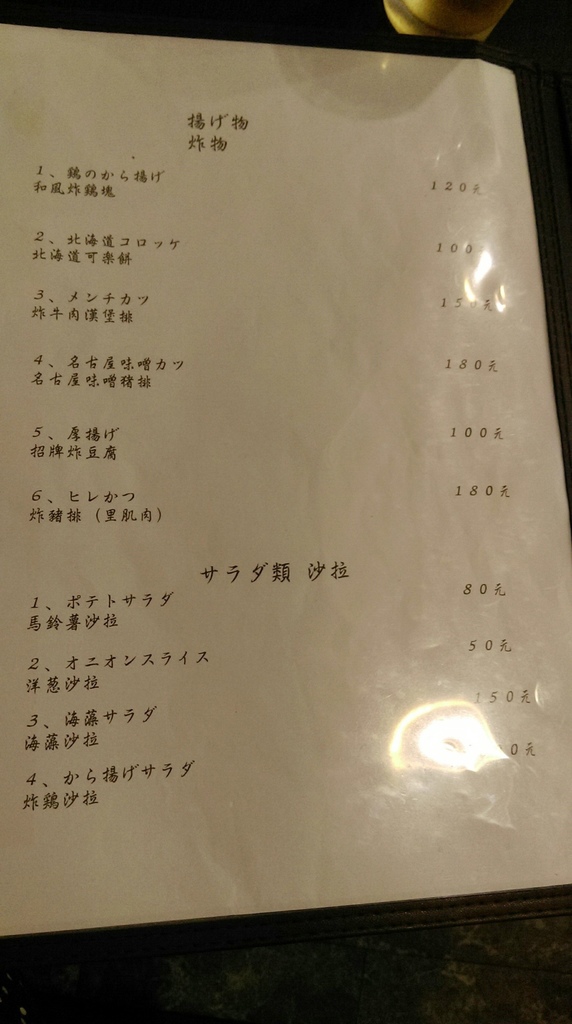 揚げ物
炸物
1、鶏のから揚げ 120元
和風炸鶏塊
2、北海道コロッケ 100
北海道可楽餅
3、メンチカツ 150元
炸牛肉漢堡排
4、名古屋味噌カツ 180元
名古屋味噌猪排
5、厚揚げ 100元
招牌炸豆腐
6、ヒレかつ 180元
炸豬排（里肌肉）
サラダ類 沙拉
1、ポテトサラダ 80元
馬鈴薯沙拉
2、オニオンスライス 50元
洋葱沙拉
3、海藻サラダ 150元
海藻沙拉
4、から揚げサラダ
炸鶏沙拉